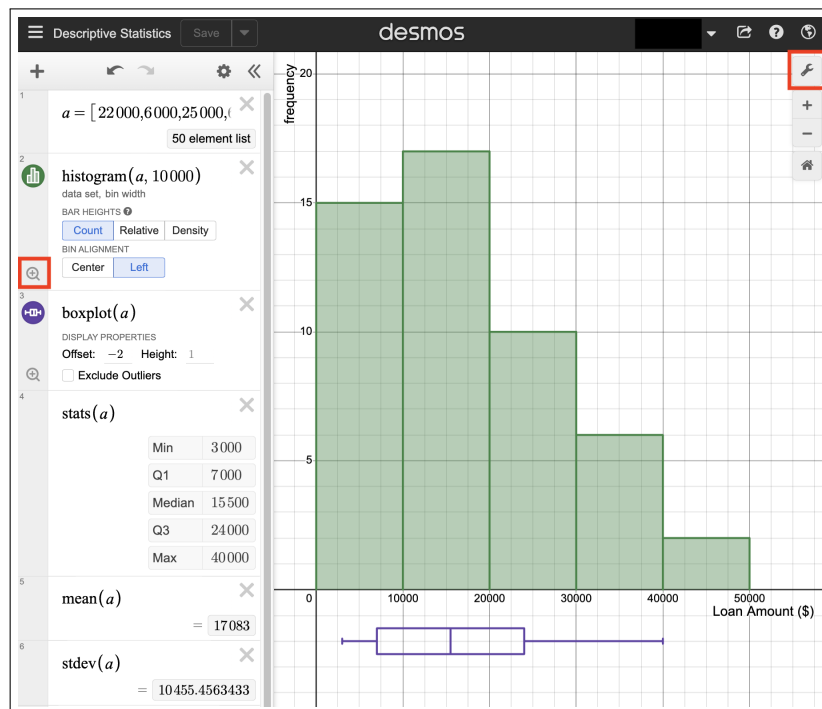 Descriptive Statistics Save desmos
1
a = [22000,6000,25000,
50 element list
2
histogram(a, 10000)
data set, bin width
BAR HEIGHTS
Count Relative Density
BIN ALIGNMENT
Center Left
3
boxplot(a)
DISPLAY PROPERTIES
Offset: −2 Height: 1
Exclude Outliers
4
stats(a)
Min 3000
Q1 7000
Median 15500
Q3 24000
Max 40000
5
mean(a)
= 17083
6
stdev(a)
= 10455.4563433
frequency
20
15
10
5
0 10000 20000 30000 40000 50000
Loan Amount ($)